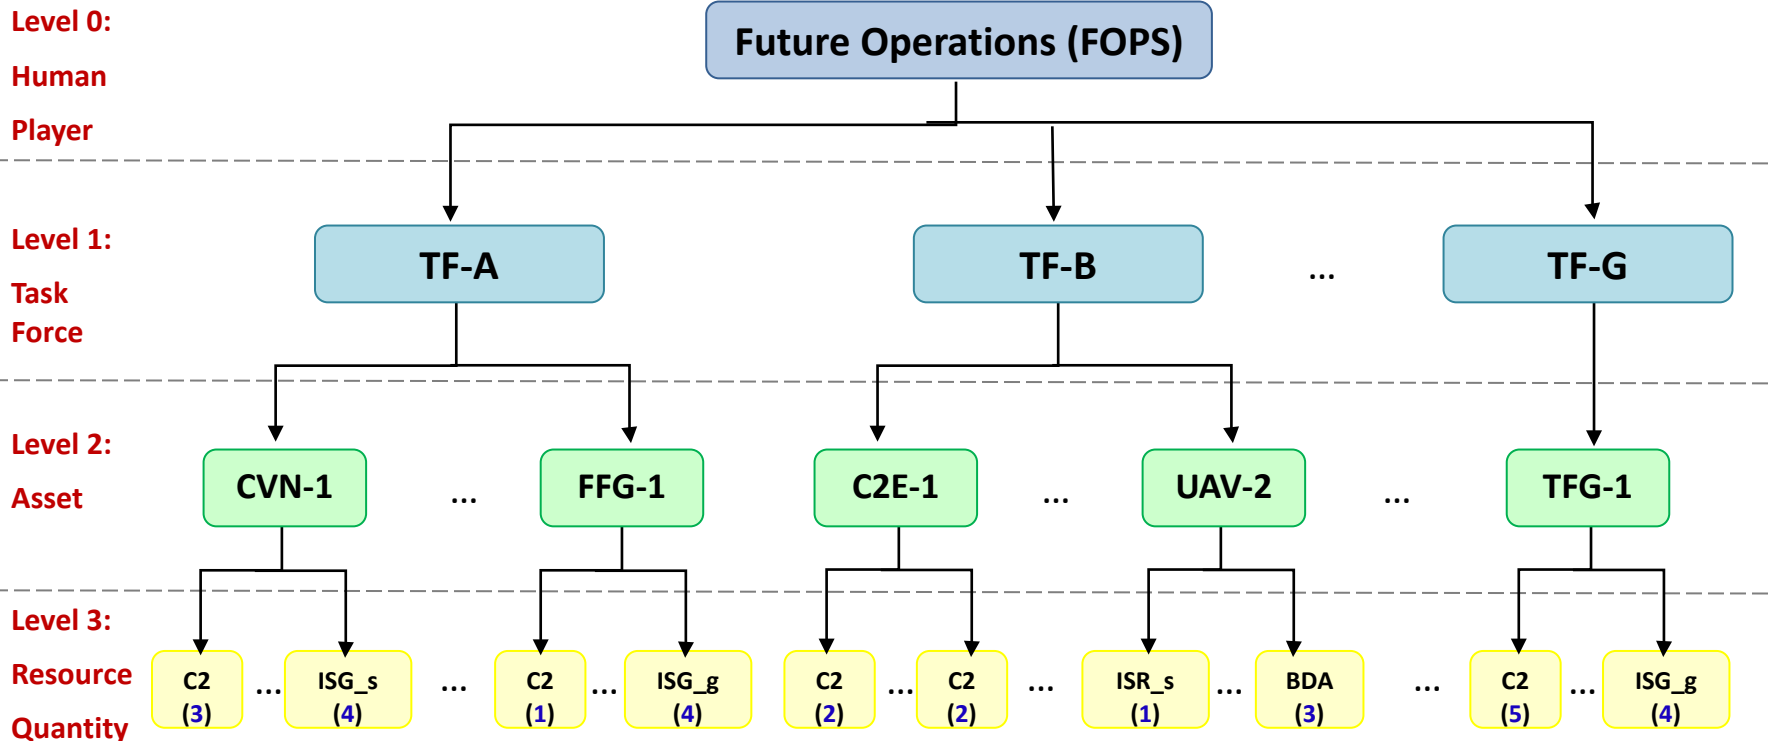 Level 0:
Human
Player
Future Operations (FOPS)
Level 1:
Task
Force
TF-A
TF-B
...
TF-G
Level 2:
Asset
CVN-1
...
FFG-1
C2E-1
...
UAV-2
...
TFG-1
Level 3:
Resource
Quantity
C2
(3)
...
ISG_s
(4)
...
C2
(1)
...
ISG_g
(4)
C2
(2)
...
C2
(2)
...
ISR_s
(1)
...
BDA
(3)
...
C2
(5)
...
ISG_g
(4)